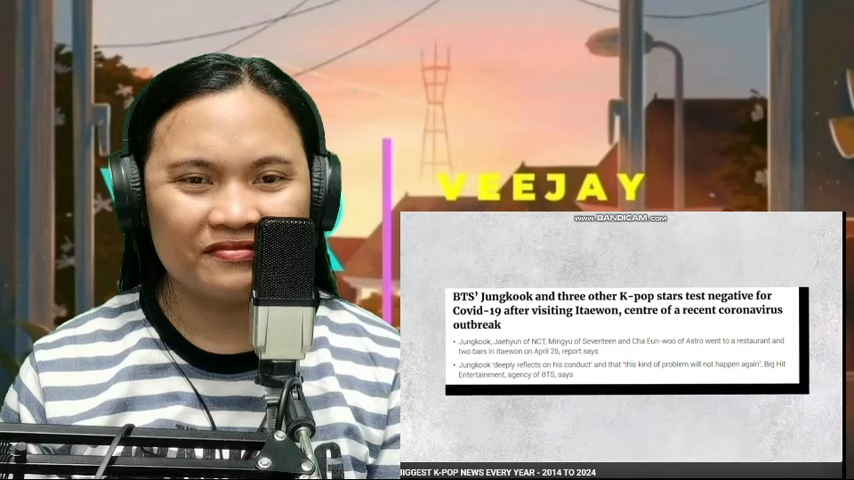 VEEJAY
WWW.BANDICAM.COM
BTS' Jungkook and three other K-pop stars test negative for
Covid-19 after visiting Itaewon, centre of a recent coronavirus
outbreak
• Jungkook, Jaehyun of NCT, Mingyu of Seventeen and Cha Eun-woo of Astro went to a restaurant and
two bars in Itaewon on April 25, report says
• Jungkook 'deeply reflects on his conduct' and that 'this kind of problem will not happen again', Big Hit
Entertainment, agency of BTS, says
BIGGEST K-POP NEWS EVERY YEAR - 2014 TO 2024